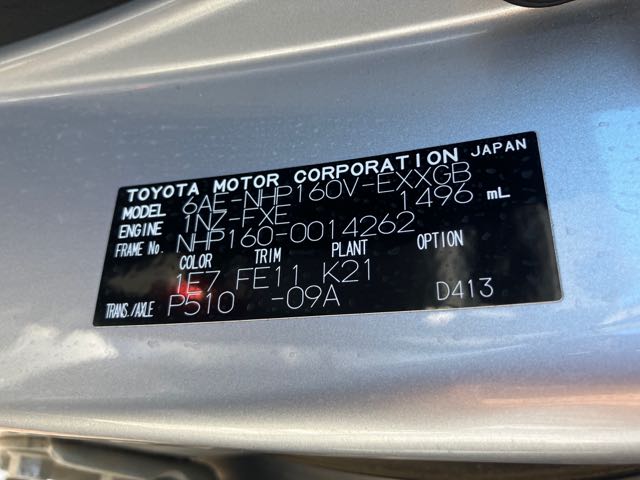 TOYOTA MOTOR CORPORATION JAPAN
MODEL 6AE-NHP160V-EXXGB
ENGINE 1NZ-FXE 1496 mL
FRAME No. NHP160-0014262
COLOR TRIM PLANT OPTION
1E7 FE11 K21
TRANS./AXLE P510 -09A D413